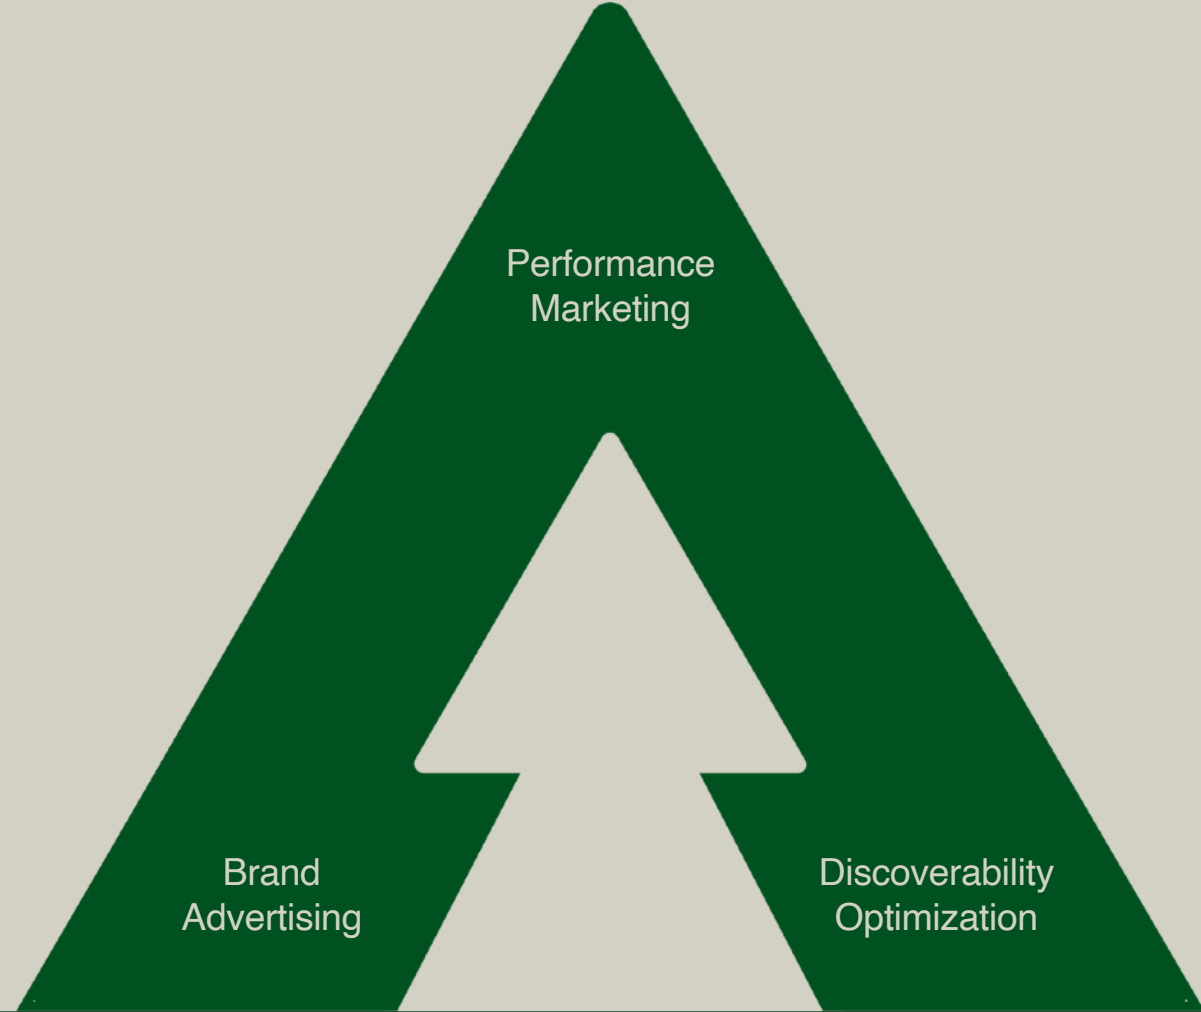 Performance
Marketing
Brand
Advertising
Discoverability
Optimization